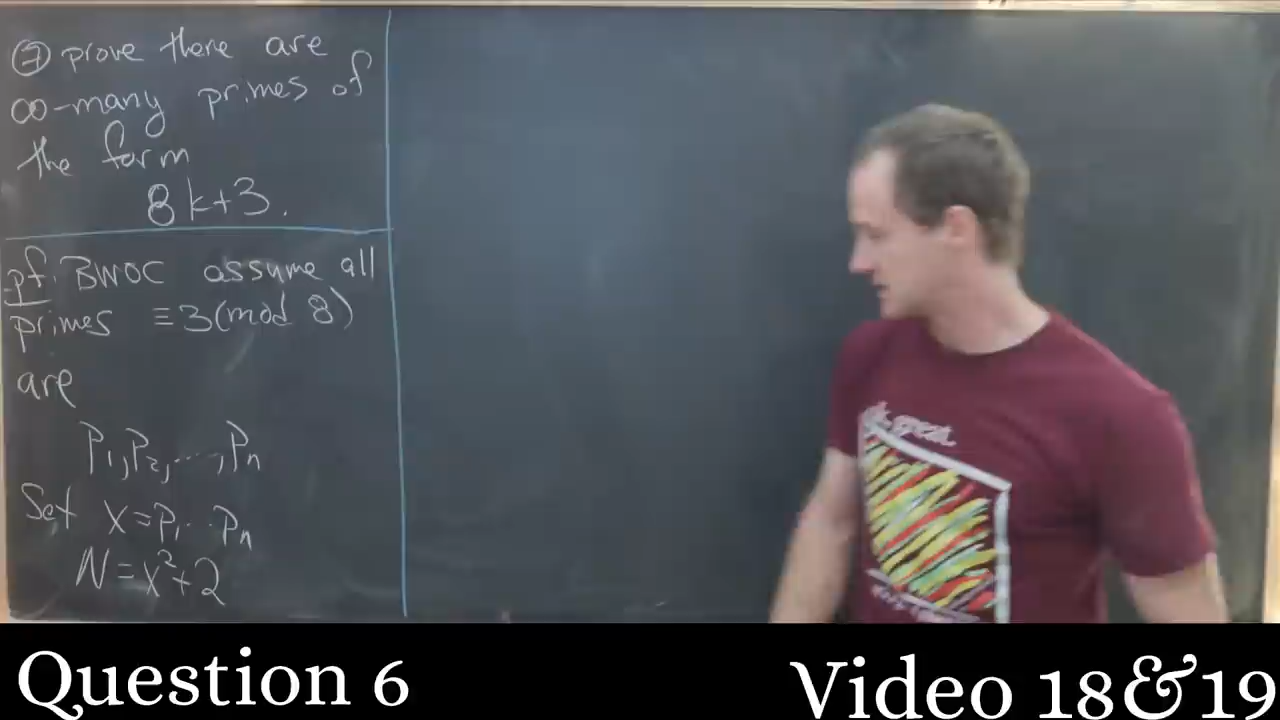 ⑦ prove there are
∞-many primes of
the form
8k+3.
pf. BWOC assume all
primes ≡3(mod 8)
are
P₁,P₂,...,Pₙ
Set x=P₁...Pₙ
N=x²+2
great.
Question 6
Video 18&19